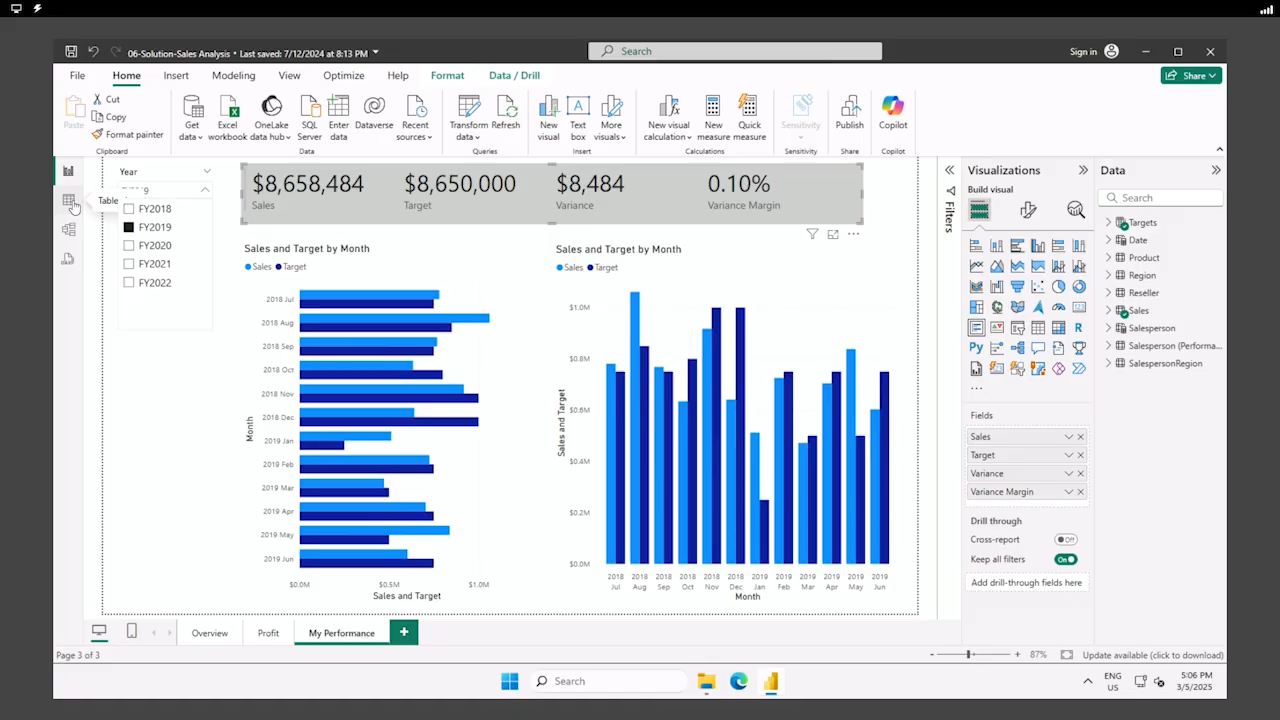 06-Solution-Sales Analysis • Last saved: 7/12/2024 at 8:13 PM
Search
Sign in
File
Home
Insert
Modeling
View
Optimize
Help
Format
Data / Drill
Share
Paste
Cut
Copy
Format painter
Clipboard
Get data
Excel workbook
OneLake data hub
SQL Server
Enter data
Dataverse
Recent sources
Data
Transform data
Refresh
Queries
New visual
Text box
More visuals
Insert
New visual calculation
New measure
Quick measure
Calculations
Sensitivity
Sensitivity
Publish
Share
Copilot
Copilot
Year
Table
FY2018
FY2019
FY2020
FY2021
FY2022
$8,658,484
Sales
$8,650,000
Target
$8,484
Variance
0.10%
Variance Margin
Sales and Target by Month
Sales Target
2018 Jul
2018 Aug
2018 Sep
2018 Oct
2018 Nov
2018 Dec
2019 Jan
2019 Feb
2019 Mar
2019 Apr
2019 May
2019 Jun
Month
$0.0M $0.5M $1.0M
Sales and Target
Sales and Target by Month
Sales Target
$1.0M
$0.8M
$0.6M
$0.4M
$0.2M
$0.0M
Sales and Target
2018 2018 2018 2018 2018 2018 2019 2019 2019 2019 2019 2019
Jul Aug Sep Oct Nov Dec Jan Feb Mar Apr May Jun
Month
Filters
Visualizations
Build visual
R
Py
Fields
Sales
Target
Variance
Variance Margin
Drill through
Cross-report
Off
Keep all filters
On
Add drill-through fields here
Data
Search
Targets
Date
Product
Region
Reseller
Sales
Salesperson
Salesperson (Performa...
SalespersonRegion
Overview
Profit
My Performance
Page 3 of 3
87%
Update available (click to download)
Search
ENG
US
5:06 PM
3/5/2025